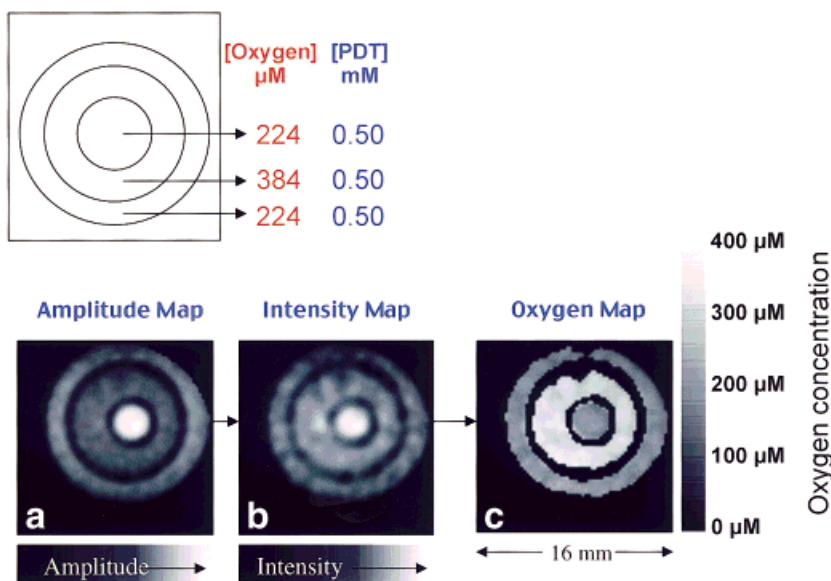 [Oxygen] [PDT]
µM mM
224 0.50
384 0.50
224 0.50
Amplitude Map Intensity Map Oxygen Map
400 µM
300 µM
200 µM
100 µM
0 µM
Oxygen concentration
a b c
Amplitude Intensity 16 mm